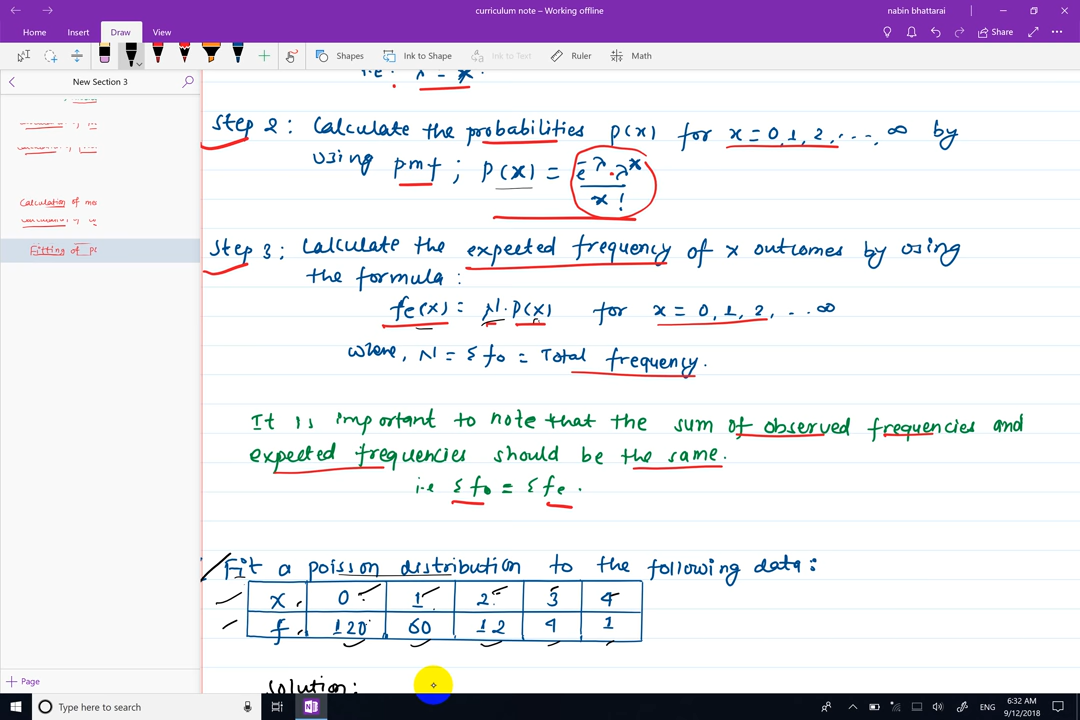 curriculum note – Working offline
nabin bhattarai
Home Insert Draw View
Share
Shapes Ink to Shape Ink to Text Ruler Math
New Section 3
Calculation of me
Fitting of Po
Step 2: Calculate the probabilities P(x) for x = 0, 1, 2, ...., ∞ by
using pmf ; P(x) = e^-λ . λ^x / x !
Step 3: Calculate the expected frequency of x outcomes by using
the formula:
fe(x) = N. P(x) for x = 0, 1, 2, ... ∞
where, N = Σfo = Total frequency.
It is important to note that the sum of observed frequencies and
expected frequencies should be the same.
i.e Σfo = Σfe .
Fit a poisson distribution to the following data:
x 0 1 2 3 4
f 120 60 12 4 1
Solution:
Page
Type here to search
ENG
6:32 AM
9/12/2018